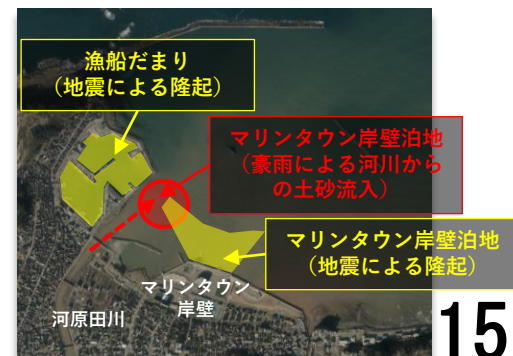 漁船だまり
（地震による隆起）
マリンタウン岸壁泊地
（豪雨による河川から
の土砂流入）
マリンタウン岸壁泊地
（地震による隆起）
マリンタウン
岸壁
河原田川
15